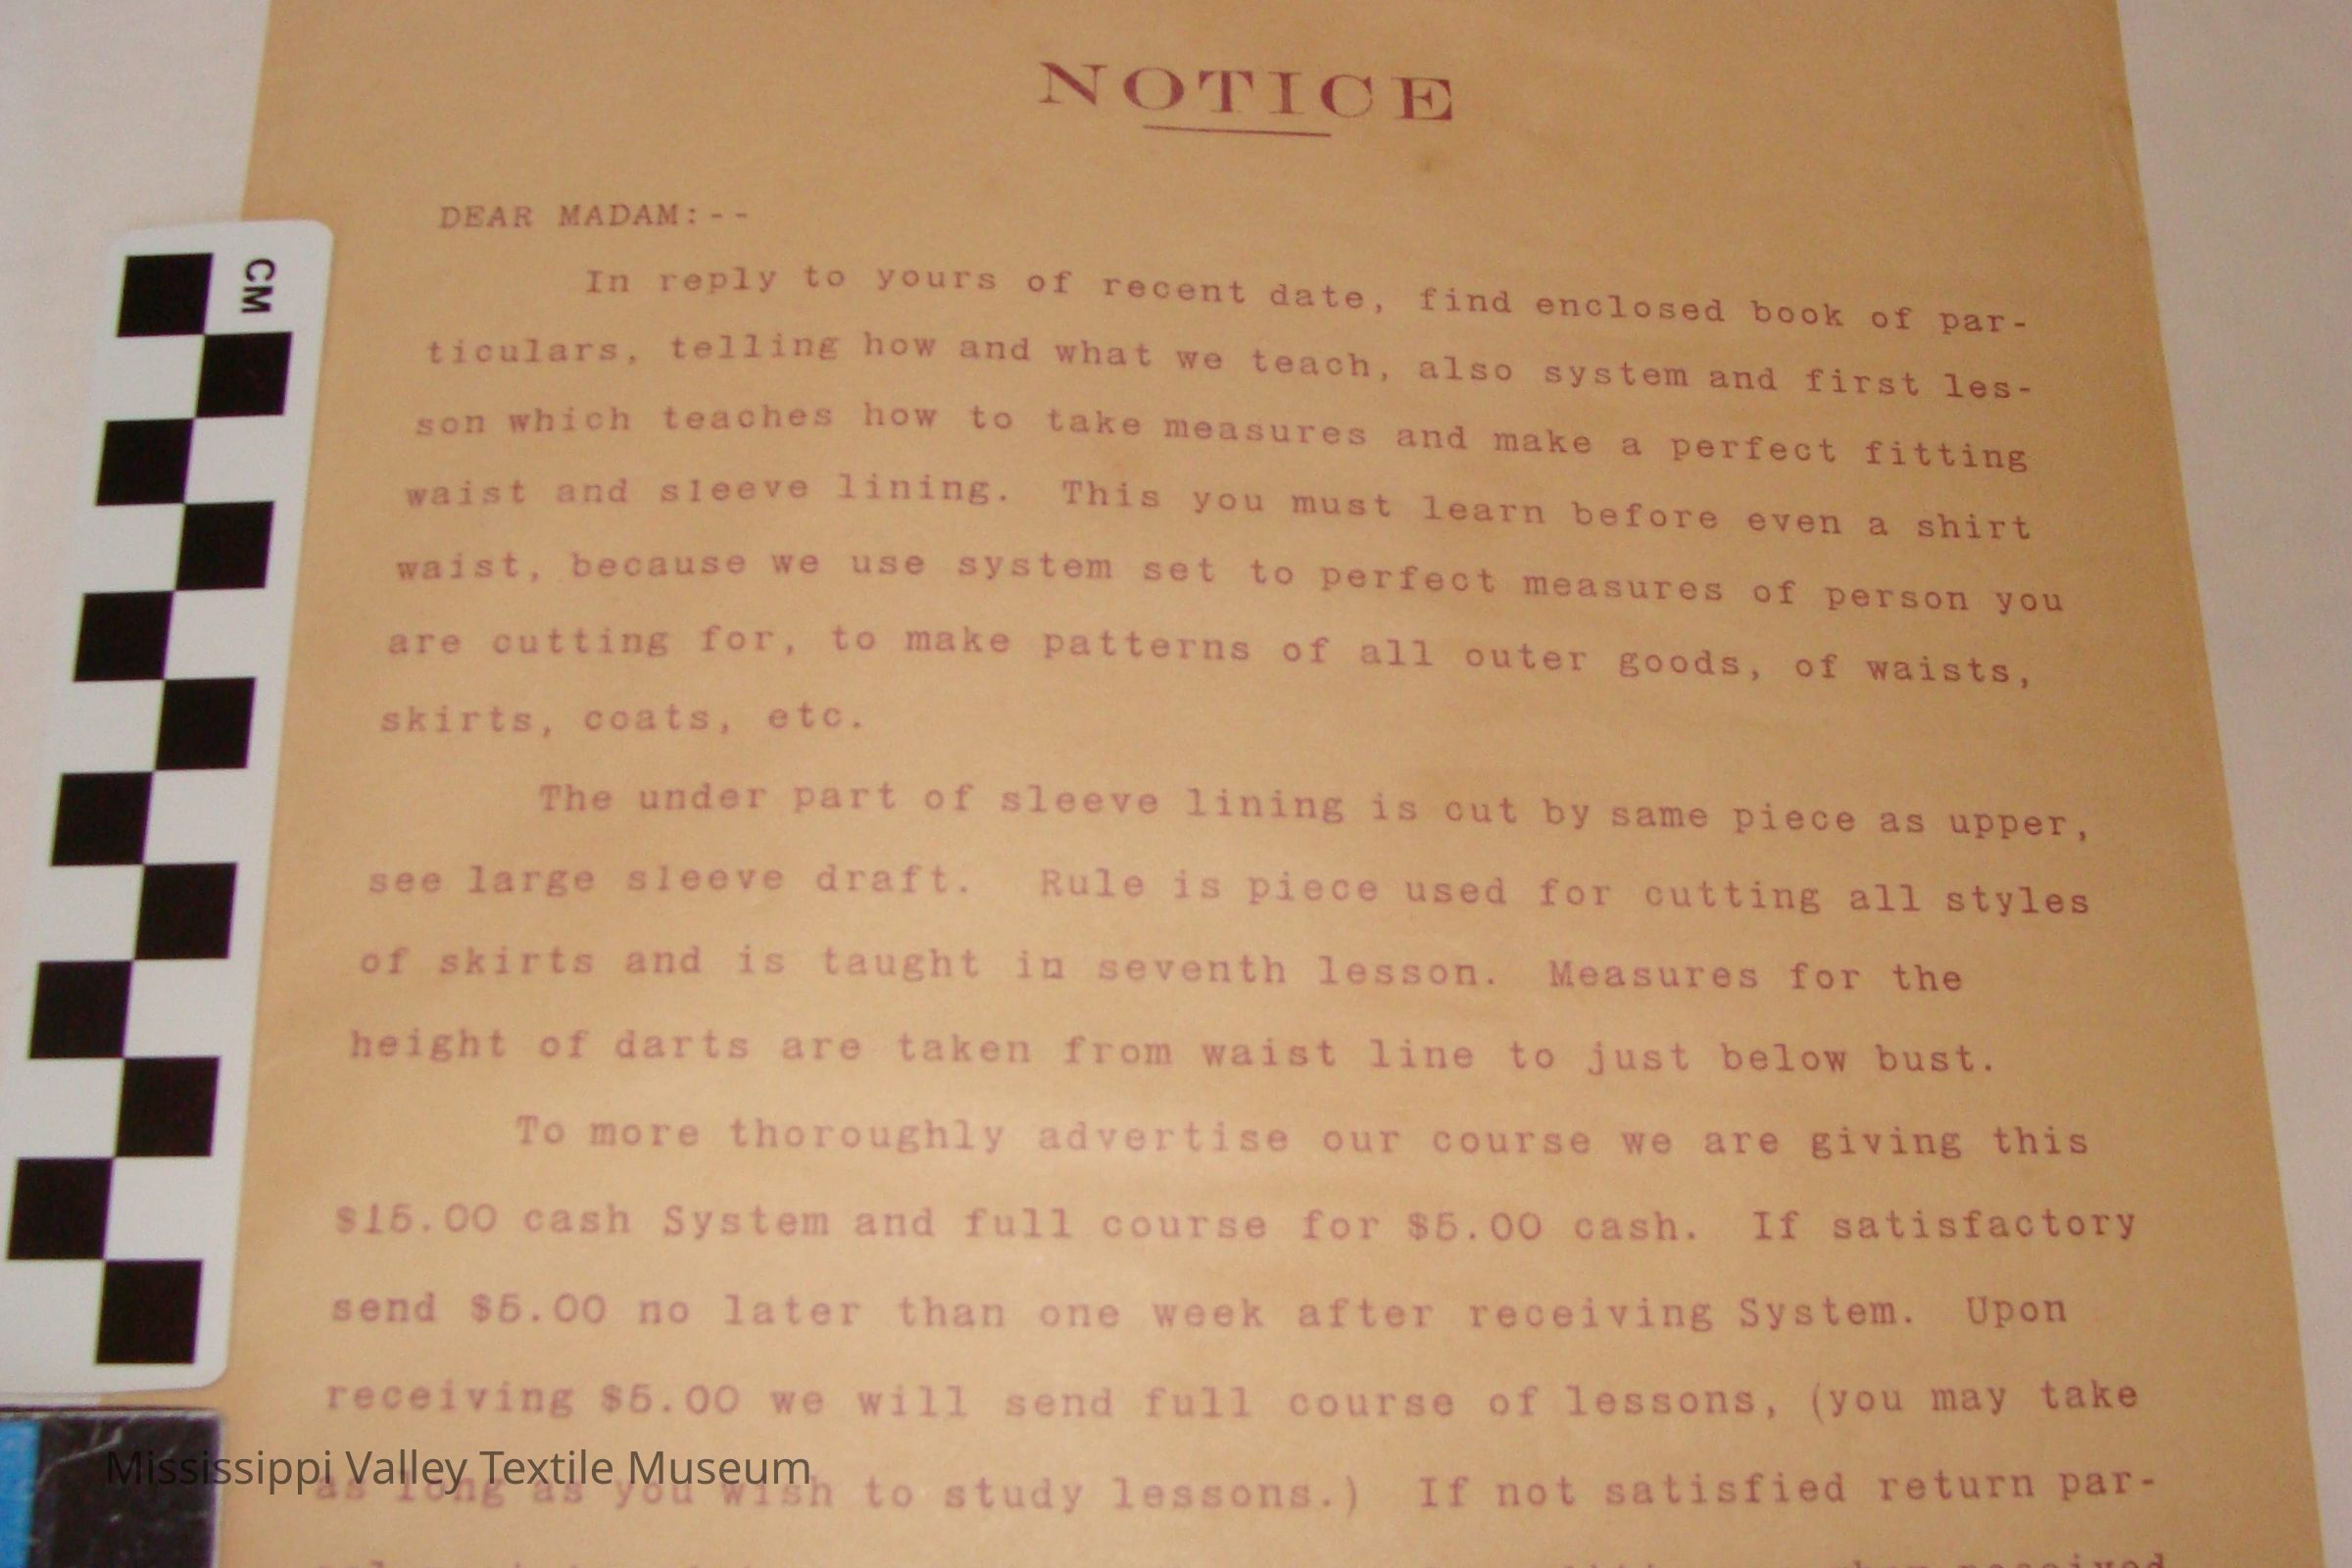 NOTICE
DEAR MADAM:--
In reply to yours of recent date, find enclosed book of par-
ticulars, telling how and what we teach, also system and first les-
son which teaches how to take measures and make a perfect fitting
waist and sleeve lining. This you must learn before even a shirt
waist, because we use system set to perfect measures of person you
are cutting for, to make patterns of all outer goods, of waists,
skirts, coats, etc.
The under part of sleeve lining is cut by same piece as upper,
see large sleeve draft. Rule is piece used for cutting all styles
of skirts and is taught in seventh lesson. Measures for the
height of darts are taken from waist line to just below bust.
To more thoroughly advertise our course we are giving this
$15.00 cash System and full course for $5.00 cash. If satisfactory
send $5.00 no later than one week after receiving System. Upon
receiving $5.00 we will send full course of lessons, (you may take
as long as you wish to study lessons.) If not satisfied return par-
received
CM
Mississippi Valley Textile Museum